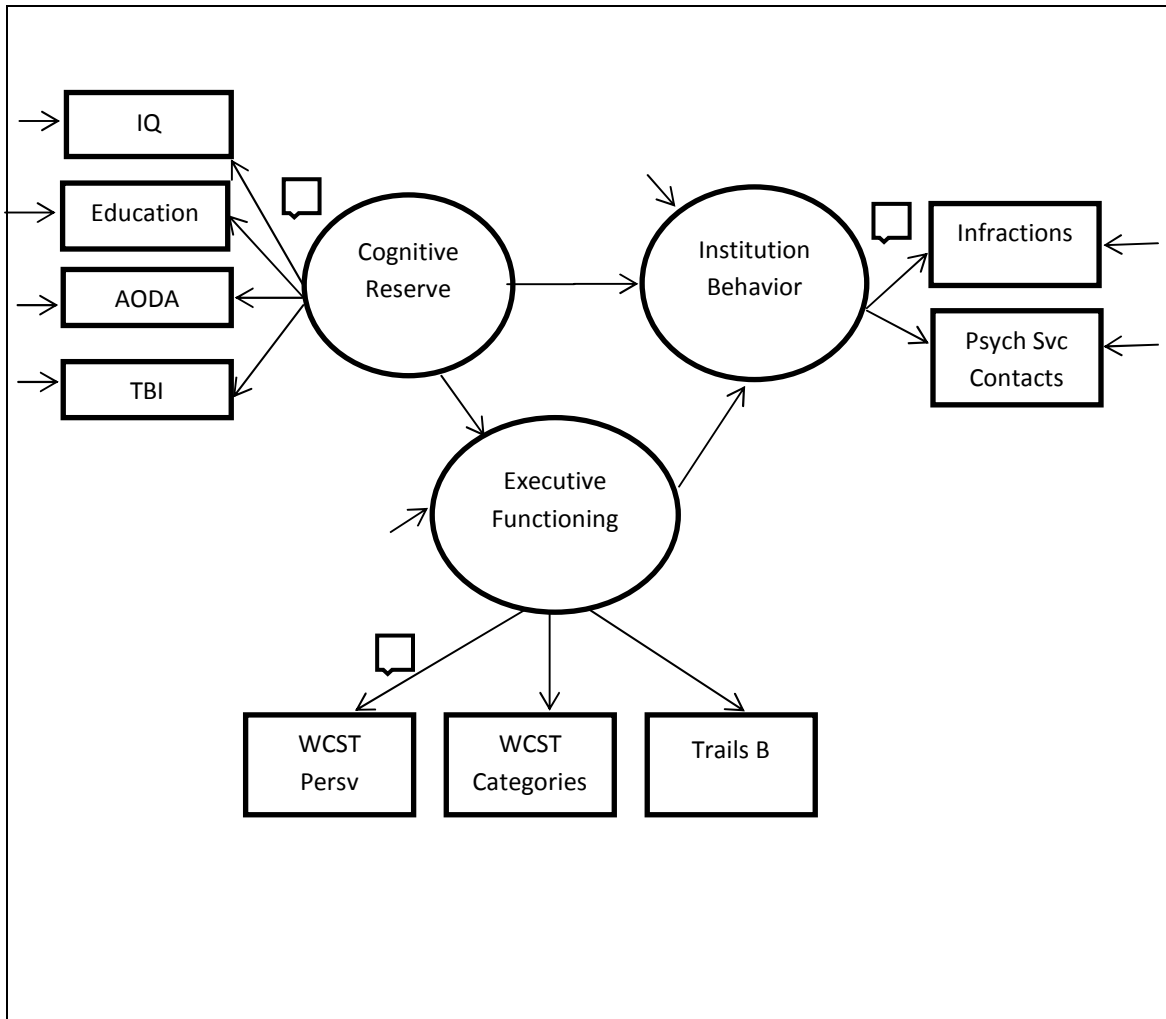 IQ
Education
AODA
TBI
Cognitive
Reserve
Institution
Behavior
Infractions
Psych Svc
Contacts
Executive
Functioning
WCST
Persv
WCST
Categories
Trails B